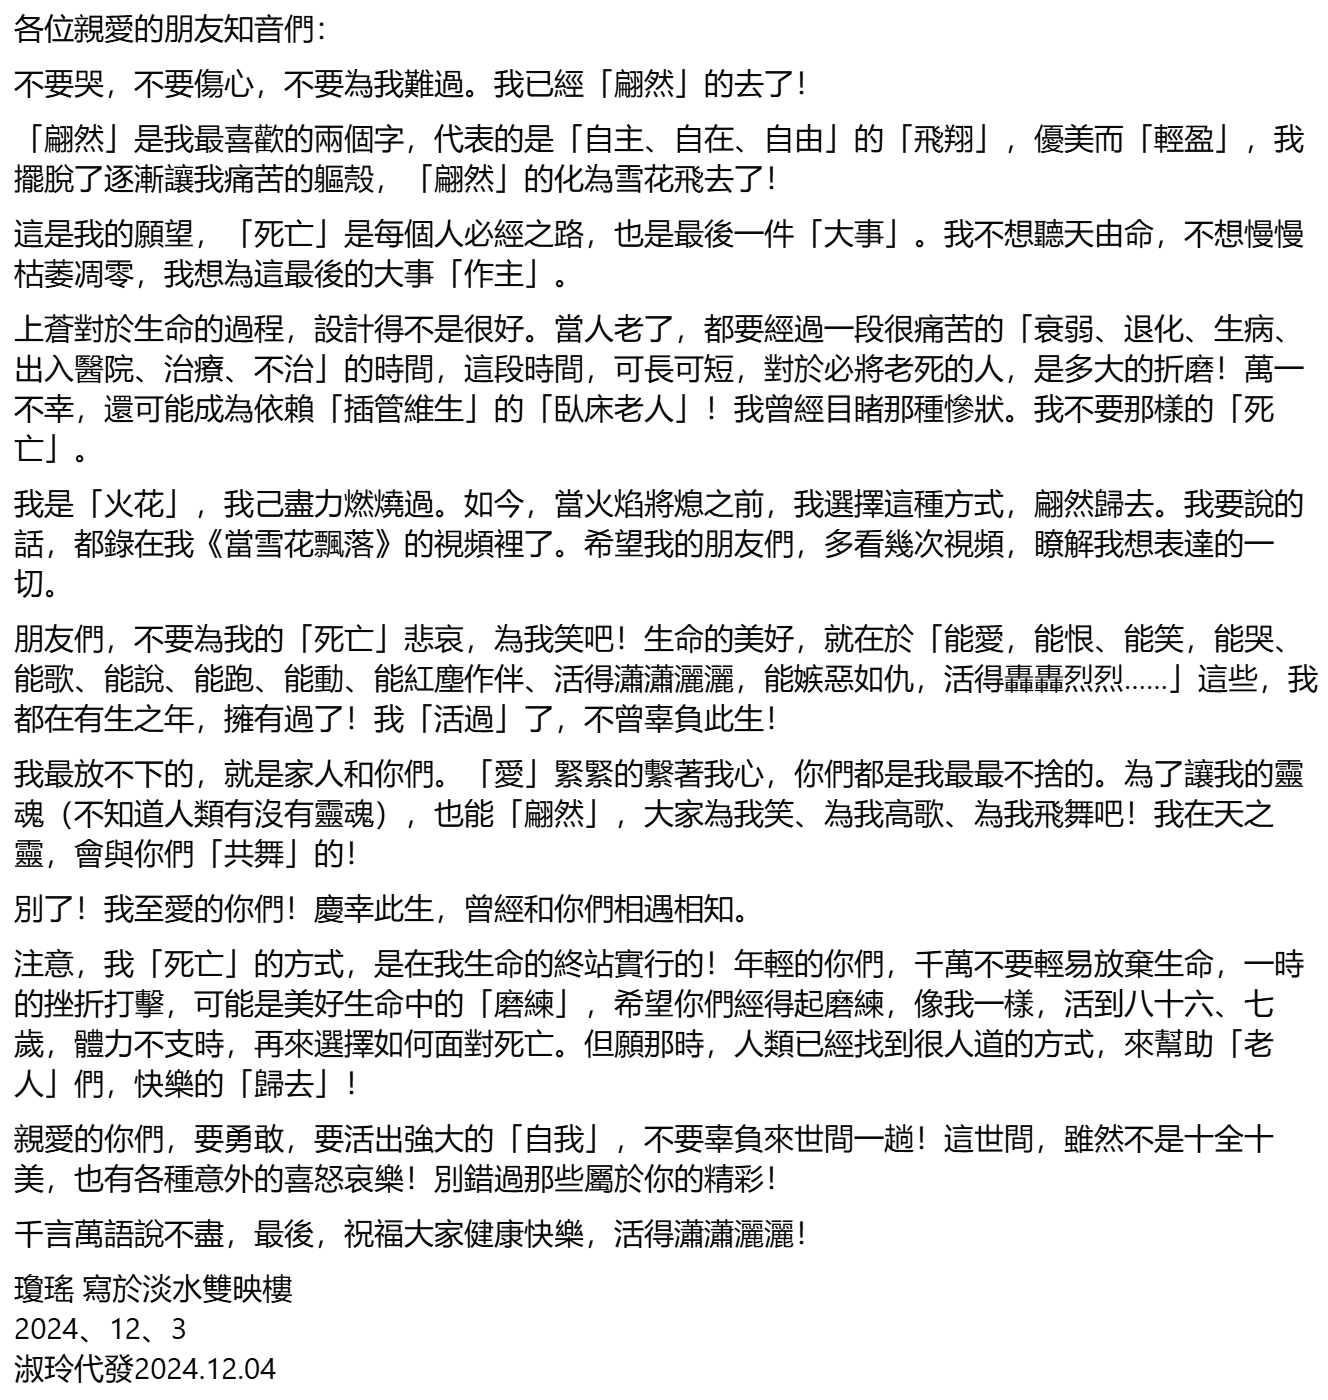 各位親愛的朋友知音們：
不要哭，不要傷心，不要為我難過。我已經「翩然」的去了！
「翩然」是我最喜歡的兩個字，代表的是「自主、自在、自由」的「飛翔」，優美而「輕盈」，我
擺脫了逐漸讓我痛苦的軀殼，「翩然」的化為雪花飛去了！
這是我的願望，「死亡」是每個人必經之路，也是最後一件「大事」。我不想聽天由命，不想慢慢
枯萎凋零，我想為這最後的大事「作主」。
上蒼對於生命的過程，設計得不是很好。當人老了，都要經過一段很痛苦的「衰弱、退化、生病、
出入醫院、治療、不治」的時間，這段時間，可長可短，對於必將老死的人，是多大的折磨！萬一
不幸，還可能成為依賴「插管維生」的「臥床老人」！我曾經目睹那種慘狀。我不要那樣的「死
亡」。
我是「火花」，我己盡力燃燒過。如今，當火焰將熄之前，我選擇這種方式，翩然歸去。我要說的
話，都錄在我《當雪花飄落》的視頻裡了。希望我的朋友們，多看幾次視頻，瞭解我想表達的一
切。
朋友們，不要為我的「死亡」悲哀，為我笑吧！生命的美好，就在於「能愛，能恨、能笑，能哭、
能歌、能說、能跑、能動、能紅塵作伴、活得瀟瀟灑灑，能嫉惡如仇，活得轟轟烈烈……」這些，我
都在有生之年，擁有過了！我「活過」了，不曾辜負此生！
我最放不下的，就是家人和你們。「愛」緊緊的繫著我心，你們都是我最最不捨的。為了讓我的靈
魂（不知道人類有沒有靈魂），也能「翩然」，大家為我笑、為我高歌、為我飛舞吧！我在天之
靈，會與你們「共舞」的！
別了！我至愛的你們！慶幸此生，曾經和你們相遇相知。
注意，我「死亡」的方式，是在我生命的終站實行的！年輕的你們，千萬不要輕易放棄生命，一時
的挫折打擊，可能是美好生命中的「磨練」，希望你們經得起磨練，像我一樣，活到八十六、七
歲，體力不支時，再來選擇如何面對死亡。但願那時，人類已經找到很人道的方式，來幫助「老
人」們，快樂的「歸去」！
親愛的你們，要勇敢，要活出強大的「自我」，不要辜負來世間一趟！這世間，雖然不是十全十
美，也有各種意外的喜怒哀樂！別錯過那些屬於你的精彩！
千言萬語說不盡，最後，祝福大家健康快樂，活得瀟瀟灑灑！
瓊瑤 寫於淡水雙映樓
2024、12、3
淑玲代發2024.12.04